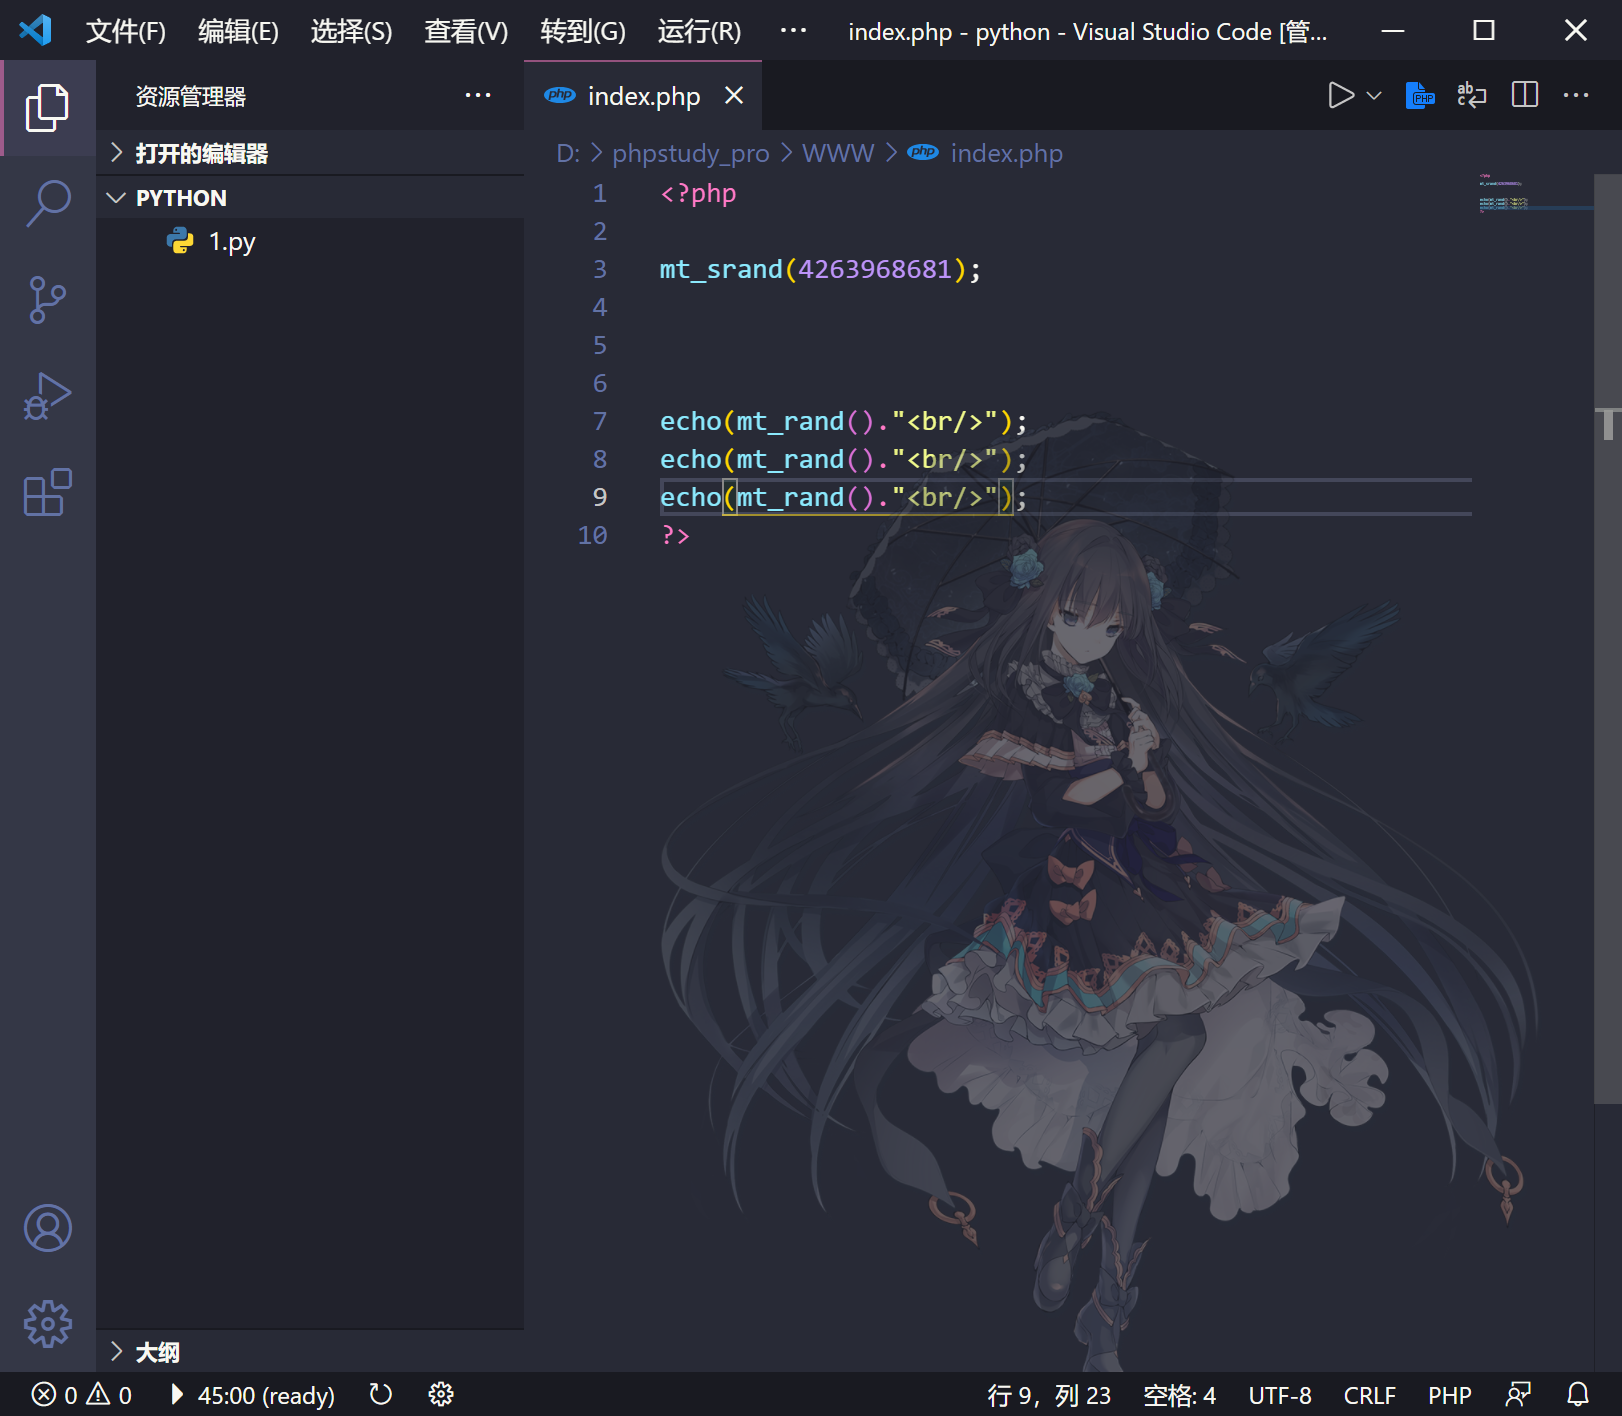 文件(F) 编辑(E) 选择(S) 查看(V) 转到(G) 运行(R) ··· index.php - python - Visual Studio Code [管...
资源管理器 ···
index.php
打开的编辑器
PYTHON
1.py
大纲
D: > phpstudy_pro > WWW > index.php
1 <?php
2
3 mt_srand(4263968681);
4
5
6
7 echo(mt_rand()."<br/>");
8 echo(mt_rand()."<br/>");
9 echo(mt_rand()."<br/>");
10 ?>
0 0 45:00 (ready) 行 9，列 23 空格: 4 UTF-8 CRLF PHP